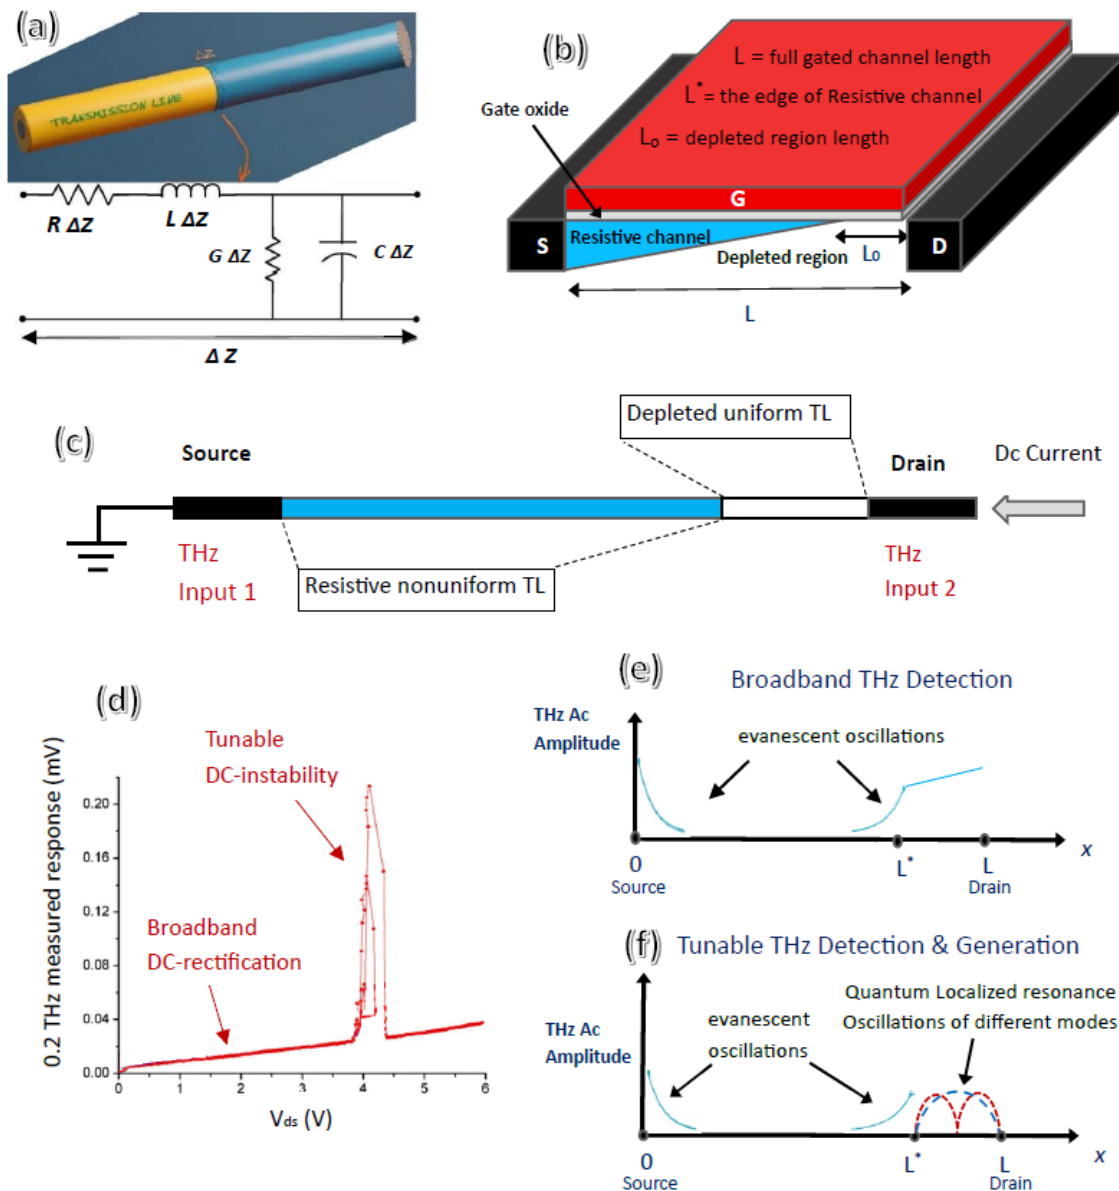 (a)
ΔZ
TRANSMISSION LINE
R ΔZ
L ΔZ
G ΔZ
C ΔZ
Δ Z
(b)
L = full gated channel length
L* = the edge of Resistive channel
Lo = depleted region length
Gate oxide
G
S
Resistive channel
Depleted region
L0
D
L
(c)
Depleted uniform TL
Source
Drain
Dc Current
THz
Input 1
Resistive nonuniform TL
THz
Input 2
(d)
Tunable
DC-instability
Broadband
DC-rectification
0.2 THz measured response (mV)
0.20
0.16
0.12
0.08
0.04
0.00
0 1 2 3 4 5 6
Vds (V)
(e)
Broadband THz Detection
THz Ac
Amplitude
evanescent oscillations
0
Source
L*
L
Drain
x
(f)
Tunable THz Detection & Generation
Quantum Localized resonance
Oscillations of different modes
THz Ac
Amplitude
evanescent
oscillations
0
Source
L*
L
Drain
x